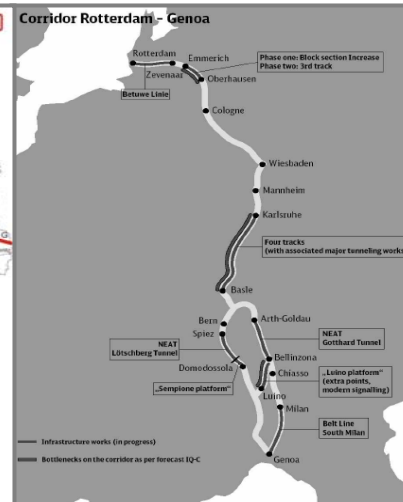 Corridor Rotterdam – Genoa
Rotterdam
Emmerich
Zevenaar
Oberhausen
Phase one: Block section Increase
Phase two: 3rd track
Betuwe Linie
Cologne
Wiesbaden
Mannheim
Karlsruhe
Four tracks
(with associated major tunneling works
Basle
Bern
Arth-Goldau
Spiez
NEAT
Lötschberg Tunnel
NEAT
Gotthard Tunnel
Bellinzona
Domodossola
Chiasso
„Luino platform“
(extra points,
modern signalling)
„Sempione platform“
Luino
Milan
Belt Line
South Milan
Infrastructure works (in progress)
Bottlenecks on the corridor as per forecast IQ-C
Genoa